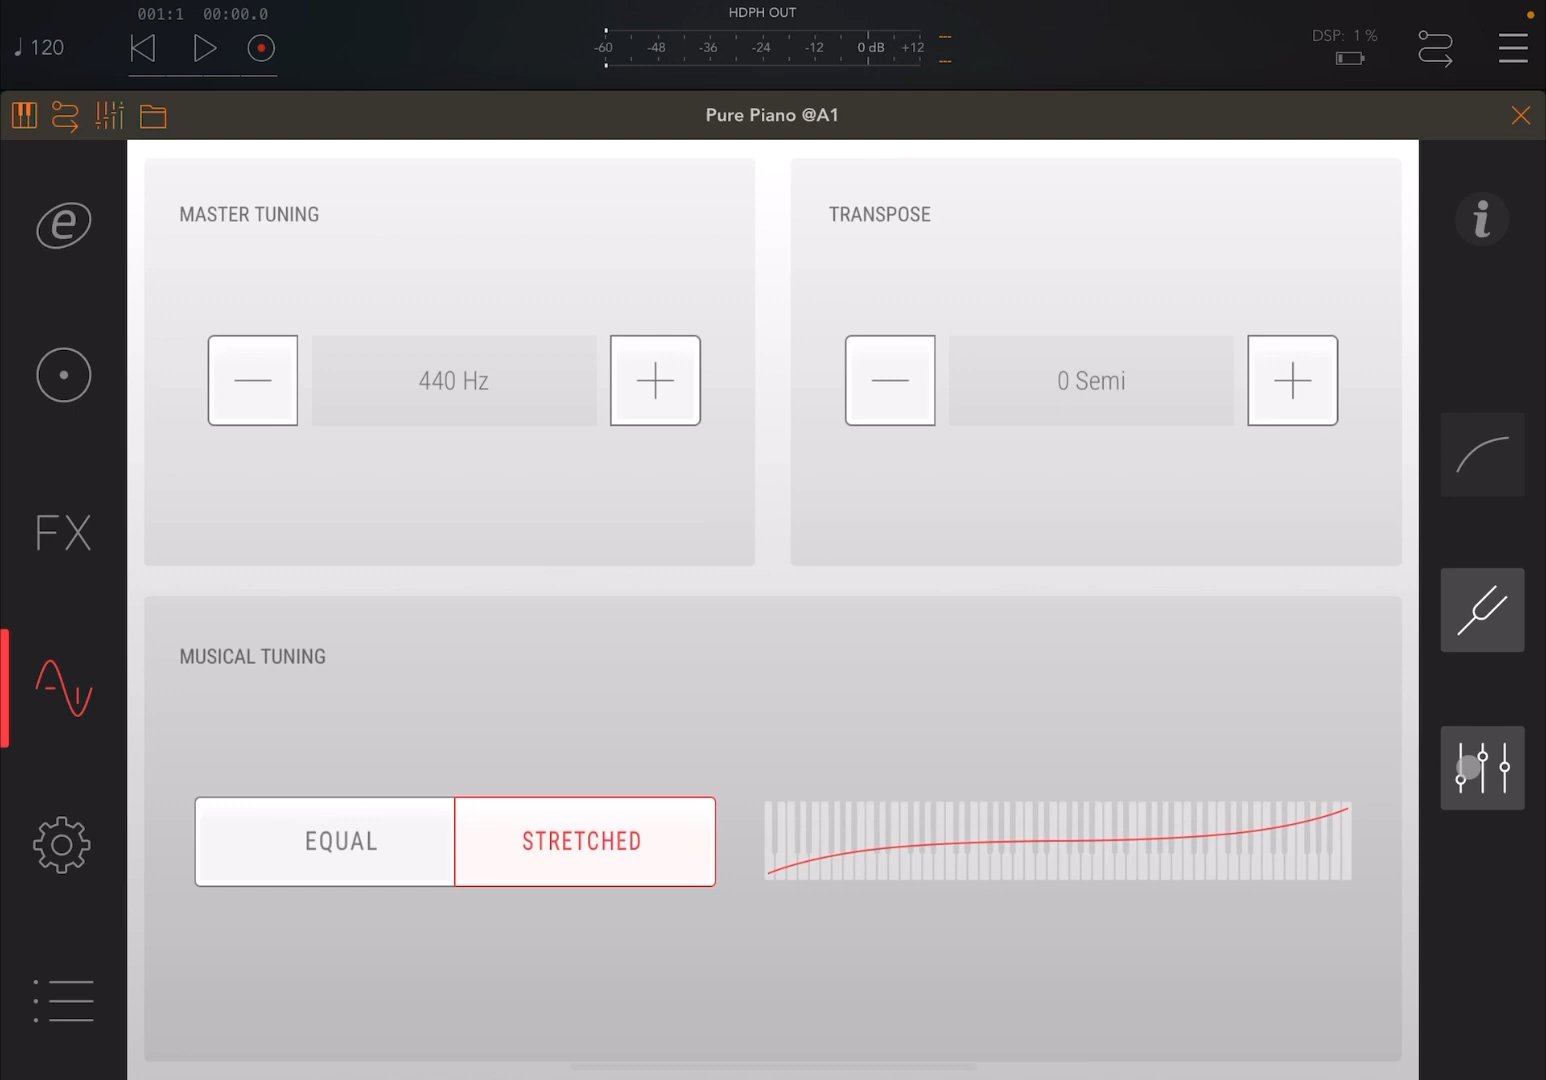 001:1 00:00.0
HDPH OUT
120
-60 -48 -36 -24 -12 0 dB +12
DSP: 1 %
Pure Piano @A1
e
i
MASTER TUNING
TRANSPOSE
440 Hz
0 Semi
FX
MUSICAL TUNING
EQUAL
STRETCHED